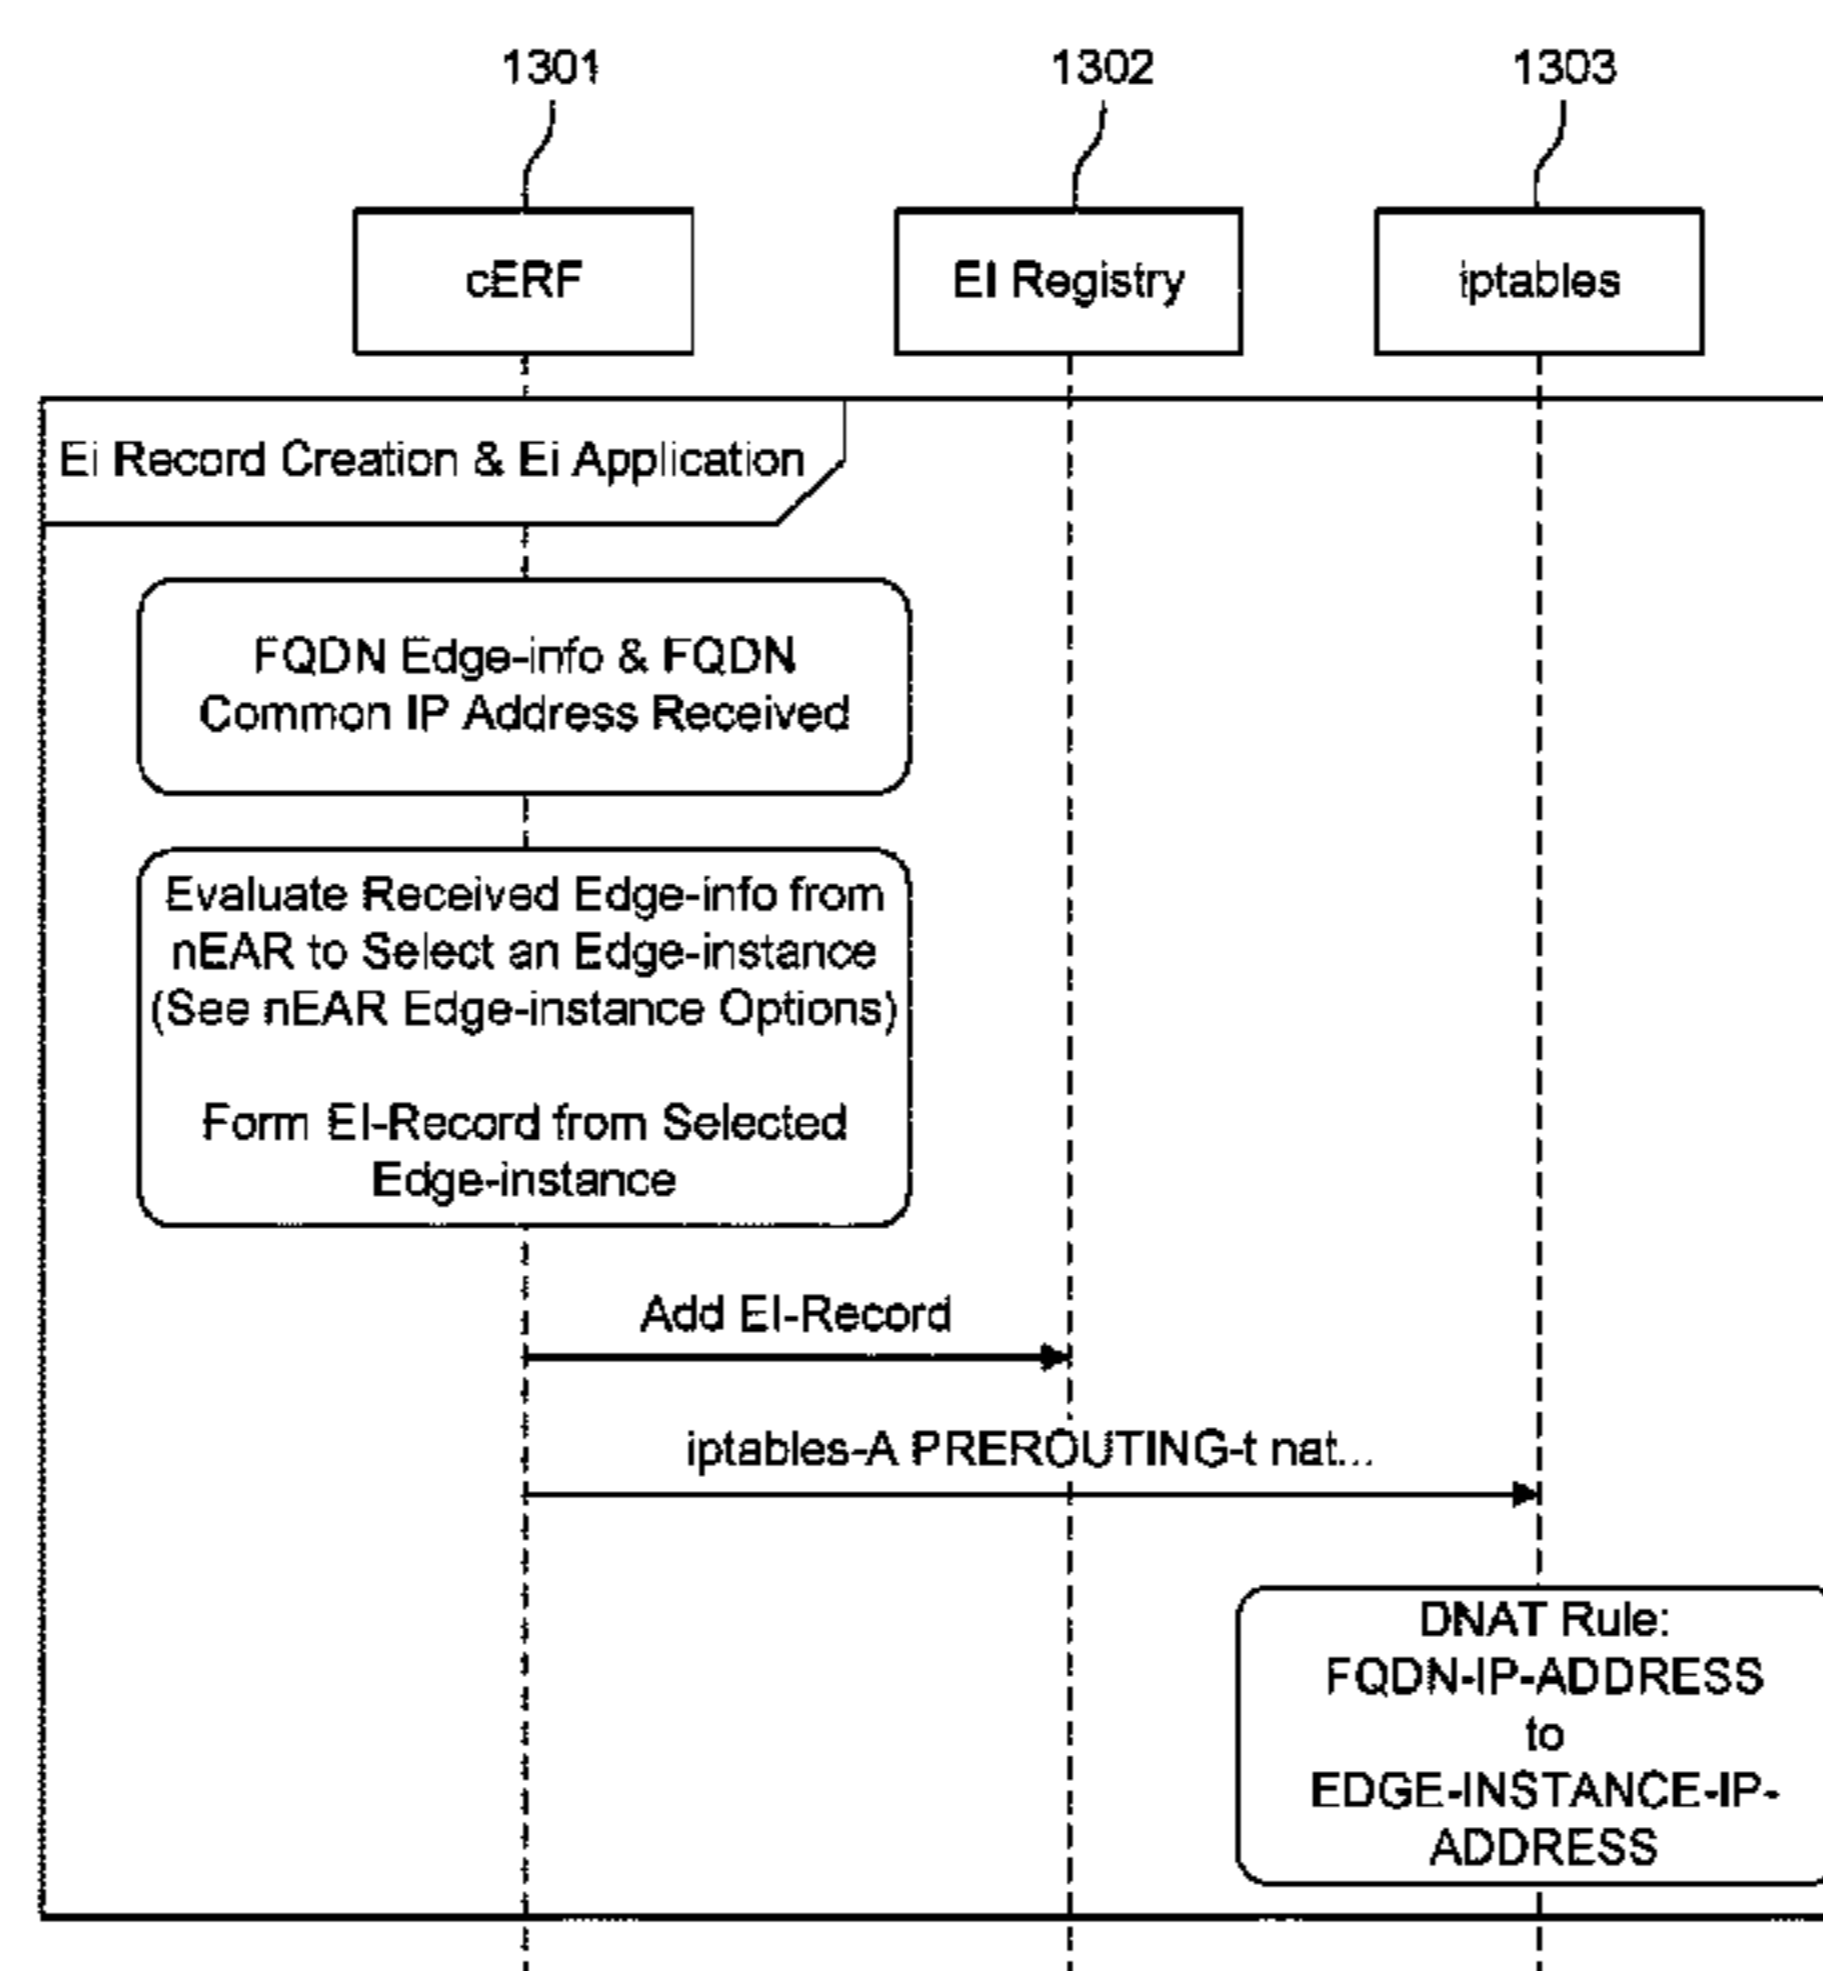 1301
1302
1303
cERF
EI Registry
iptables
Ei Record Creation & Ei Application
FQDN Edge-info & FQDN
Common IP Address Received
Evaluate Received Edge-info from
nEAR to Select an Edge-instance
(See nEAR Edge-instance Options)
Form EI-Record from Selected
Edge-instance
Add EI-Record
iptables-A PREROUTING-t nat...
DNAT Rule:
FQDN-IP-ADDRESS
to
EDGE-INSTANCE-IP-
ADDRESS